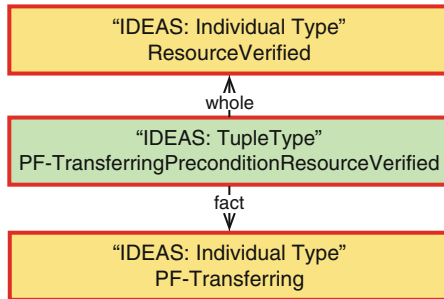 “IDEAS: Individual Type”
ResourceVerified
whole
“IDEAS: TupleType”
PF-TransferringPreconditionResourceVerified
fact
“IDEAS: Individual Type”
PF-Transferring